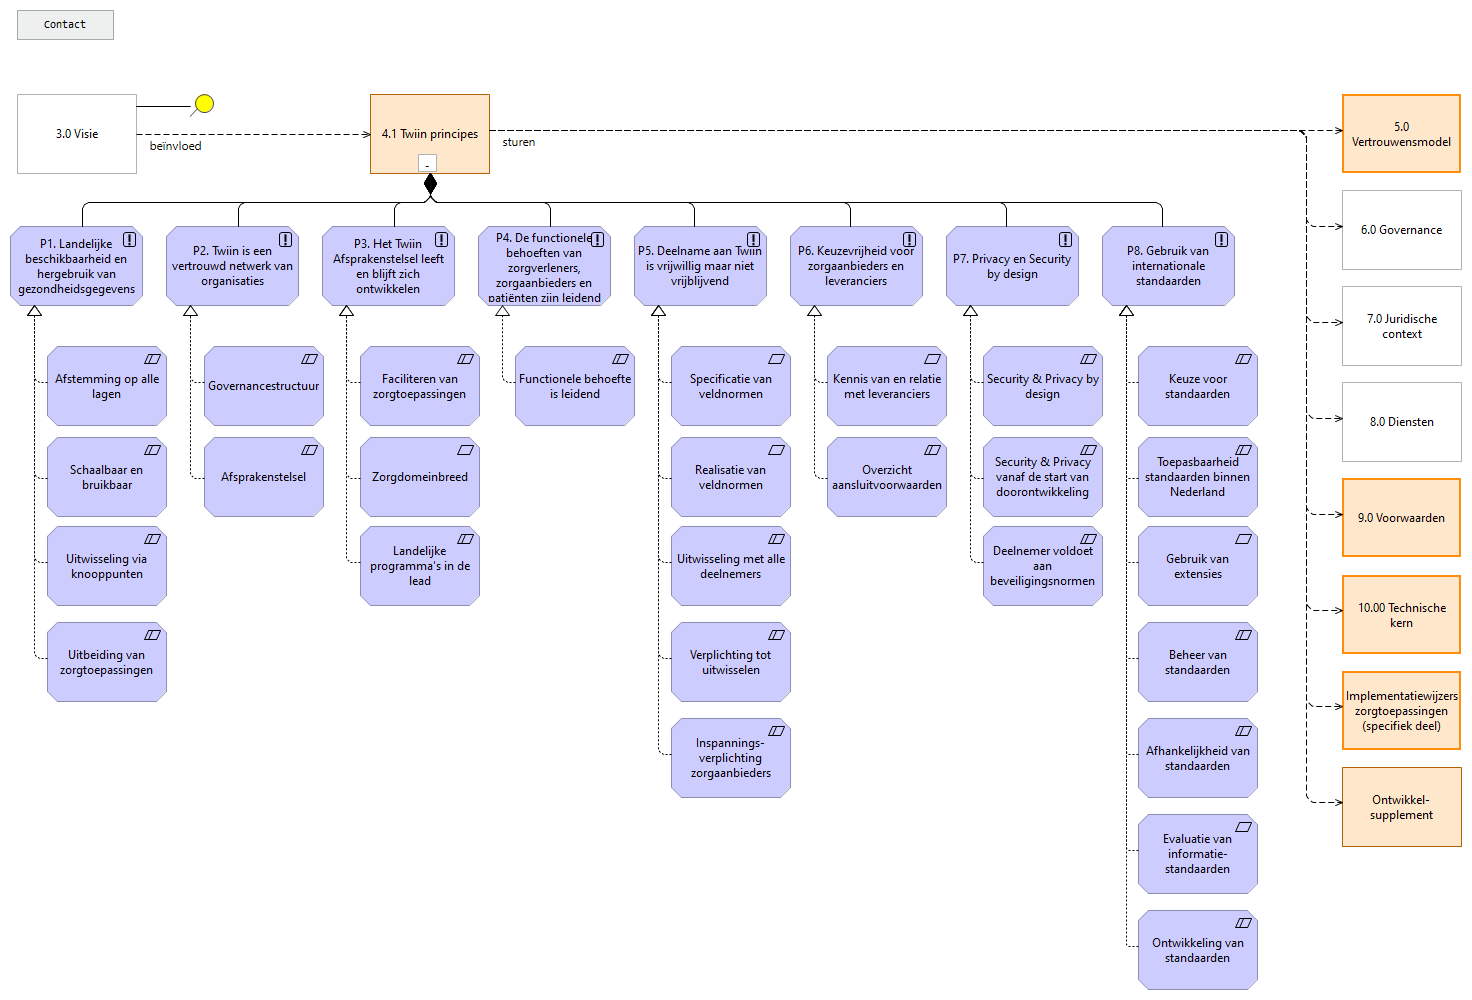 Contact
3.0 Visie
beïnvloed
4.1 Twiin principes
-
sturen
5.0
Vertrouwensmodel
6.0 Governance
7.0 Juridische
context
8.0 Diensten
9.0 Voorwaarden
10.00 Technische
kern
Implementatiewijzers
zorgtoepassingen
(specifiek deel)
Ontwikkel-
supplement
P1. Landelijke
beschikbaarheid en
hergebruik van
gezondheidsgegevens
Afstemming op alle
lagen
Schaalbaar en
bruikbaar
Uitwisseling via
knooppunten
Uitbeiding van
zorgtoepassingen
P2. Twiin is een
vertrouwd netwerk van
organisaties
Governancestructuur
Afsprakenstelsel
P3. Het Twiin
Afsprakenstelsel leeft
en blijft zich
ontwikkelen
Faciliteren van
zorgtoepassingen
Zorgdomeinbreed
Landelijke
programma's in de
lead
P4. De functionele
behoeften van
zorgverleners,
zorgaanbieders en
patiënten zijn leidend
Functionele behoefte
is leidend
P5. Deelname aan Twiin
is vrijwillig maar niet
vrijblijvend
Specificatie van
veldnormen
Realisatie van
veldnormen
Uitwisseling met alle
deelnemers
Verplichting tot
uitwisselen
Inspannings-
verplichting
zorgaanbieders
P6. Keuzevrijheid voor
zorgaanbieders en
leveranciers
Kennis van en relatie
met leveranciers
Overzicht
aansluitvoorwaarden
P7. Privacy en Security
by design
Security & Privacy by
design
Security & Privacy
vanaf de start van
doorontwikkeling
Deelnemer voldoet
aan
beveiligingsnormen
P8. Gebruik van
internationale
standaarden
Keuze voor
standaarden
Toepasbaarheid
standaarden binnen
Nederland
Gebruik van
extensies
Beheer van
standaarden
Afhankelijkheid van
standaarden
Evaluatie van
informatie-
standaarden
Ontwikkeling van
standaarden